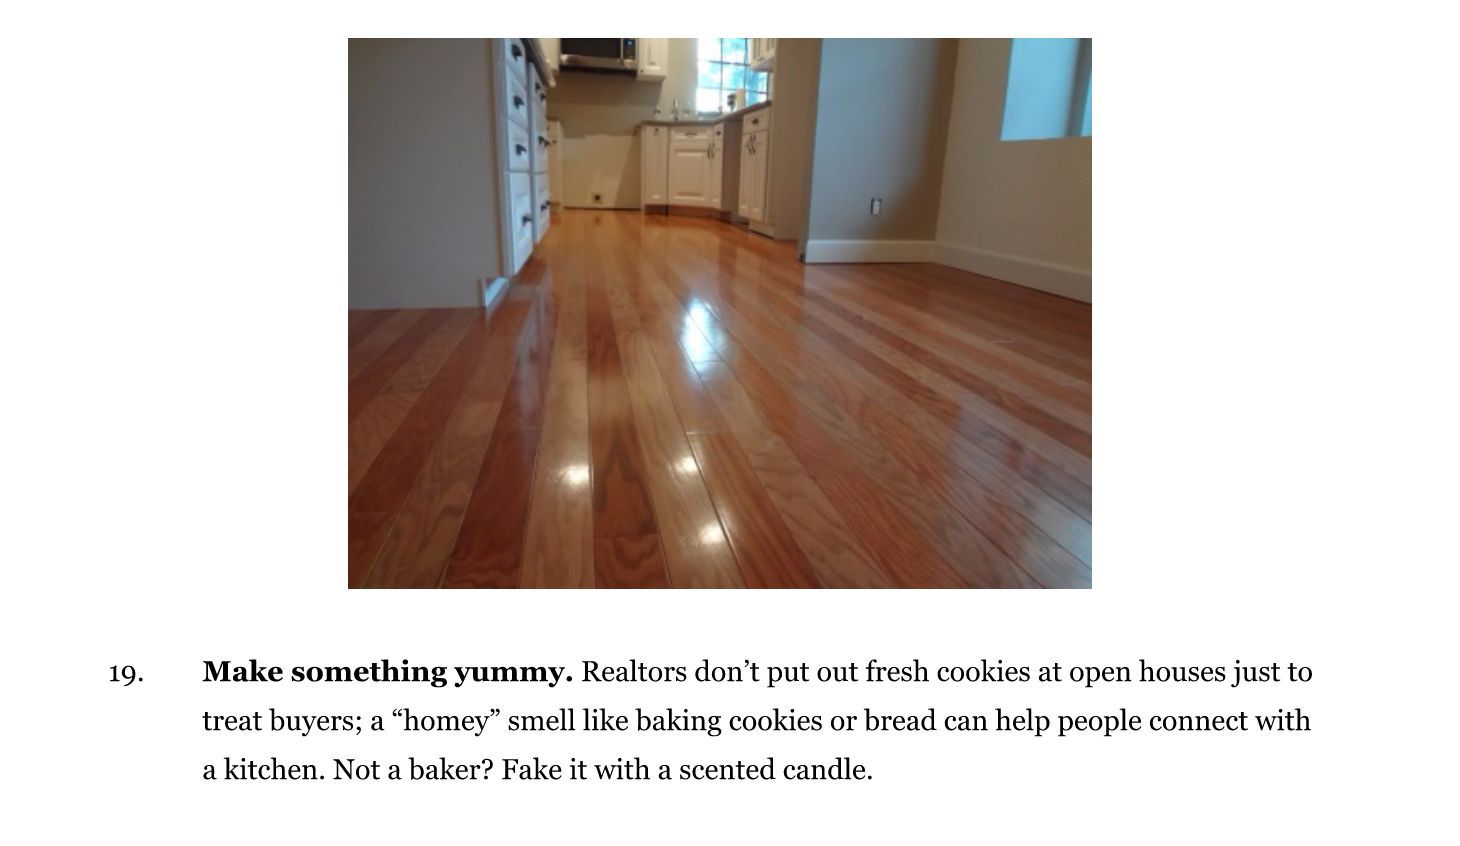 19. Make something yummy. Realtors don’t put out fresh cookies at open houses just to
treat buyers; a “homey” smell like baking cookies or bread can help people connect with
a kitchen. Not a baker? Fake it with a scented candle.